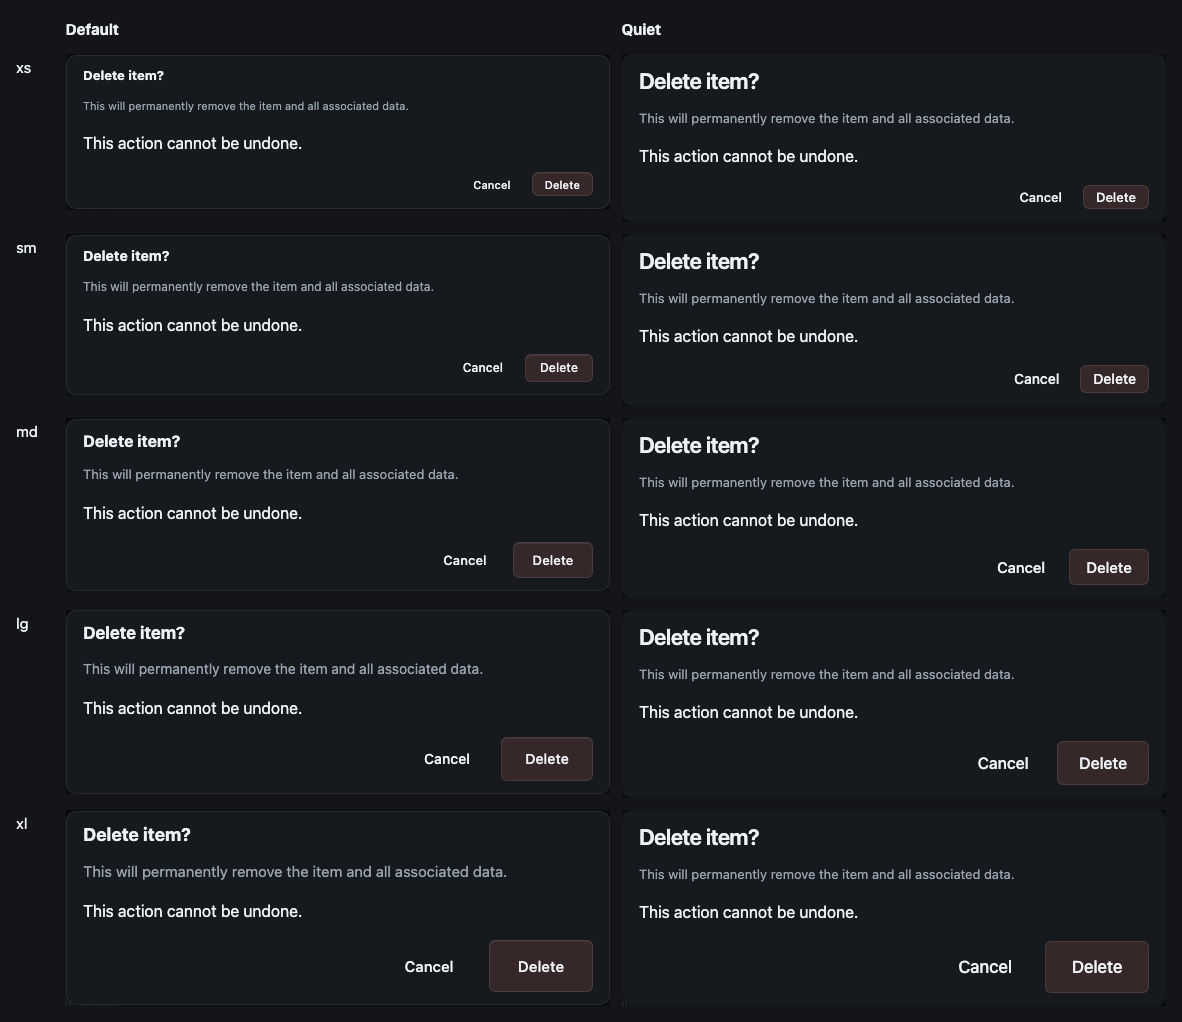 Default
Quiet
xs
Delete item?
This will permanently remove the item and all associated data.
This action cannot be undone.
Cancel
Delete
Delete item?
This will permanently remove the item and all associated data.
This action cannot be undone.
Cancel
Delete
sm
Delete item?
This will permanently remove the item and all associated data.
This action cannot be undone.
Cancel
Delete
Delete item?
This will permanently remove the item and all associated data.
This action cannot be undone.
Cancel
Delete
md
Delete item?
This will permanently remove the item and all associated data.
This action cannot be undone.
Cancel
Delete
Delete item?
This will permanently remove the item and all associated data.
This action cannot be undone.
Cancel
Delete
lg
Delete item?
This will permanently remove the item and all associated data.
This action cannot be undone.
Cancel
Delete
Delete item?
This will permanently remove the item and all associated data.
This action cannot be undone.
Cancel
Delete
xl
Delete item?
This will permanently remove the item and all associated data.
This action cannot be undone.
Cancel
Delete
Delete item?
This will permanently remove the item and all associated data.
This action cannot be undone.
Cancel
Delete